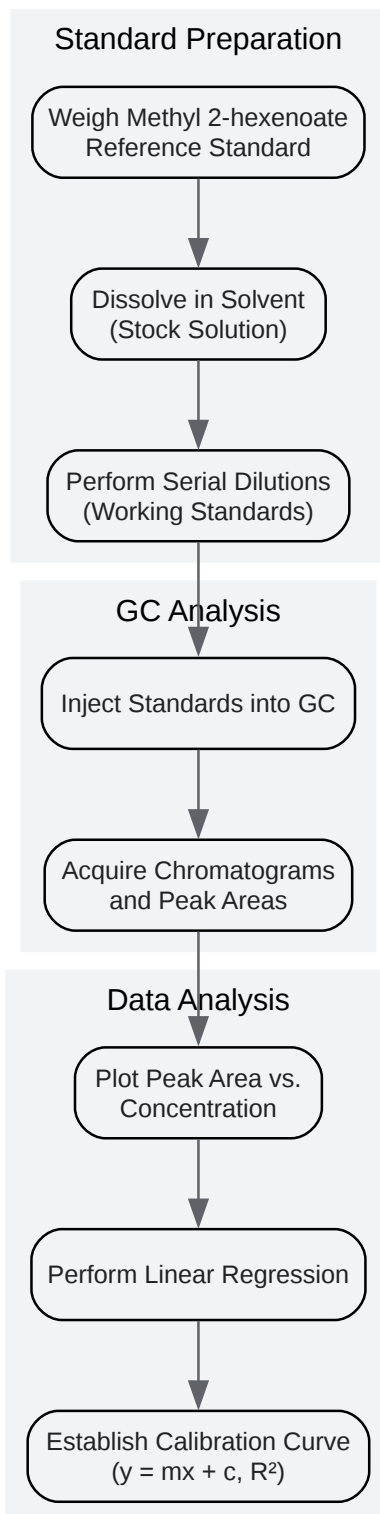 Standard Preparation
Weigh Methyl 2-hexenoate
Reference Standard
Dissolve in Solvent
(Stock Solution)
Perform Serial Dilutions
(Working Standards)
GC Analysis
Inject Standards into GC
Acquire Chromatograms
and Peak Areas
Data Analysis
Plot Peak Area vs.
Concentration
Perform Linear Regression
Establish Calibration Curve
(y = mx + c, R²)